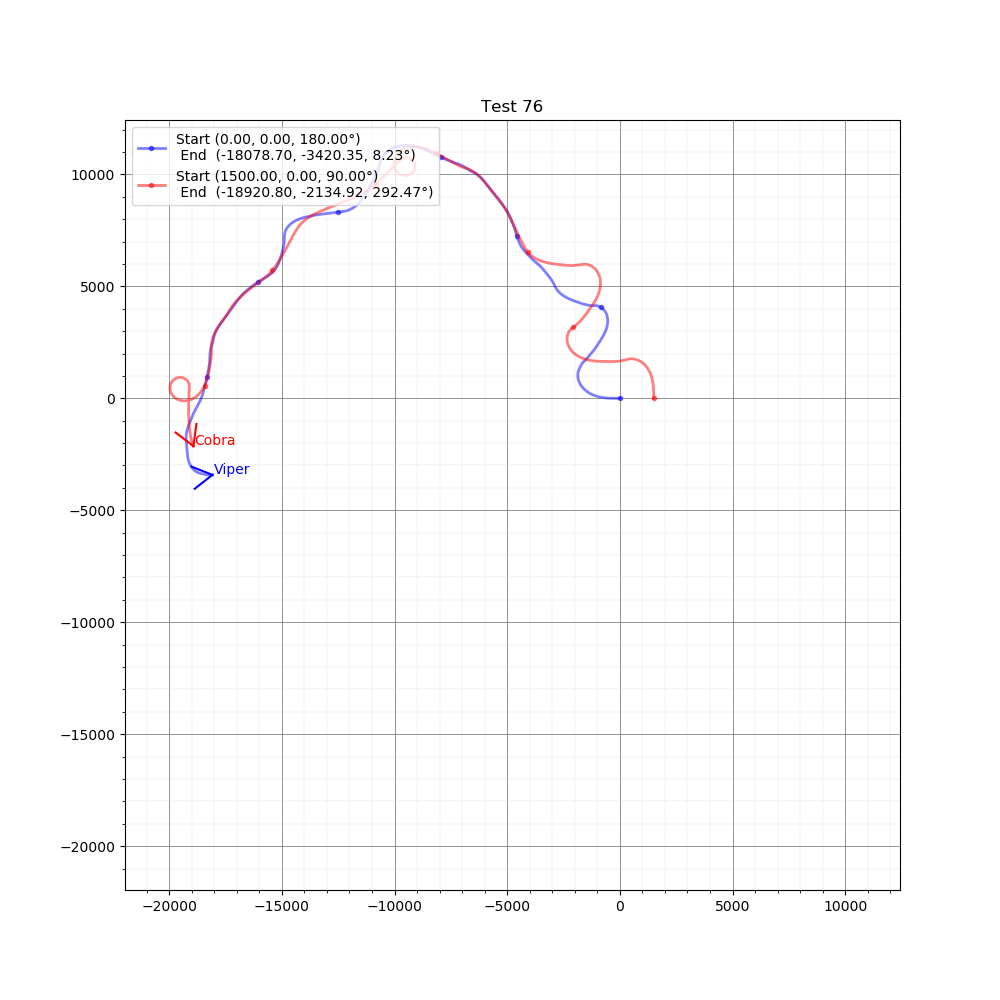 Test 76
Start (0.00, 0.00, 180.00°)
End (-18078.70, -3420.35, 8.23°)
Start (1500.00, 0.00, 90.00°)
End (-18920.80, -2134.92, 292.47°)
10000
5000
0
−5000
−10000
−15000
−20000
Cobra
Viper
−20000 −15000 −10000 −5000 0 5000 10000